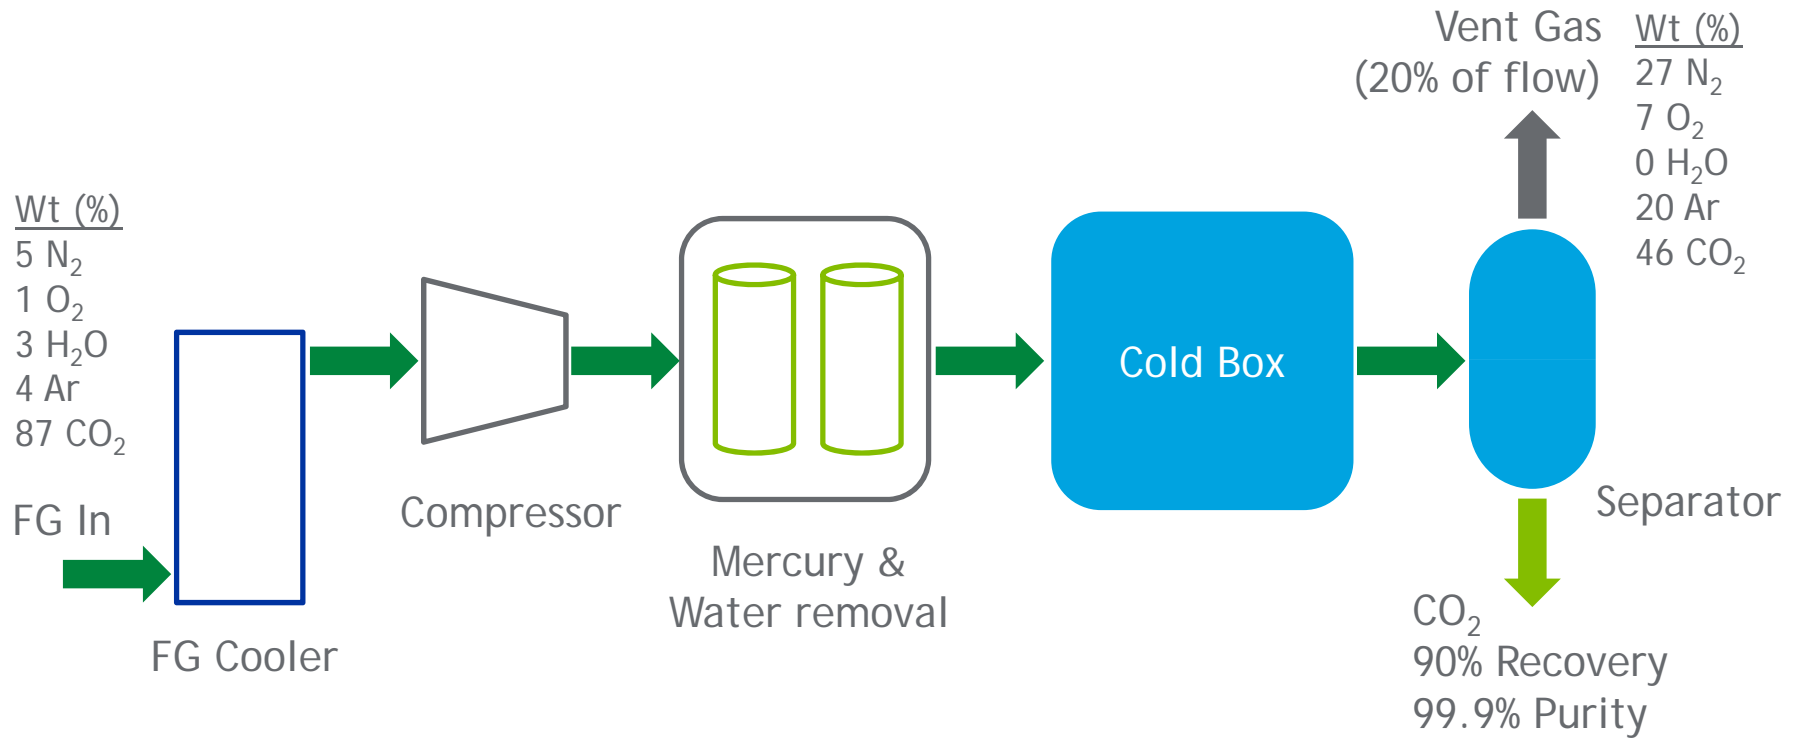 Wt (%)
5 N₂
1 O₂
3 H₂O
4 Ar
87 CO₂
FG In
FG Cooler
Compressor
Mercury &
Water removal
Cold Box
Vent Gas
(20% of flow)
Wt (%)
27 N₂
7 O₂
0 H₂O
20 Ar
46 CO₂
Separator
CO₂
90% Recovery
99.9% Purity